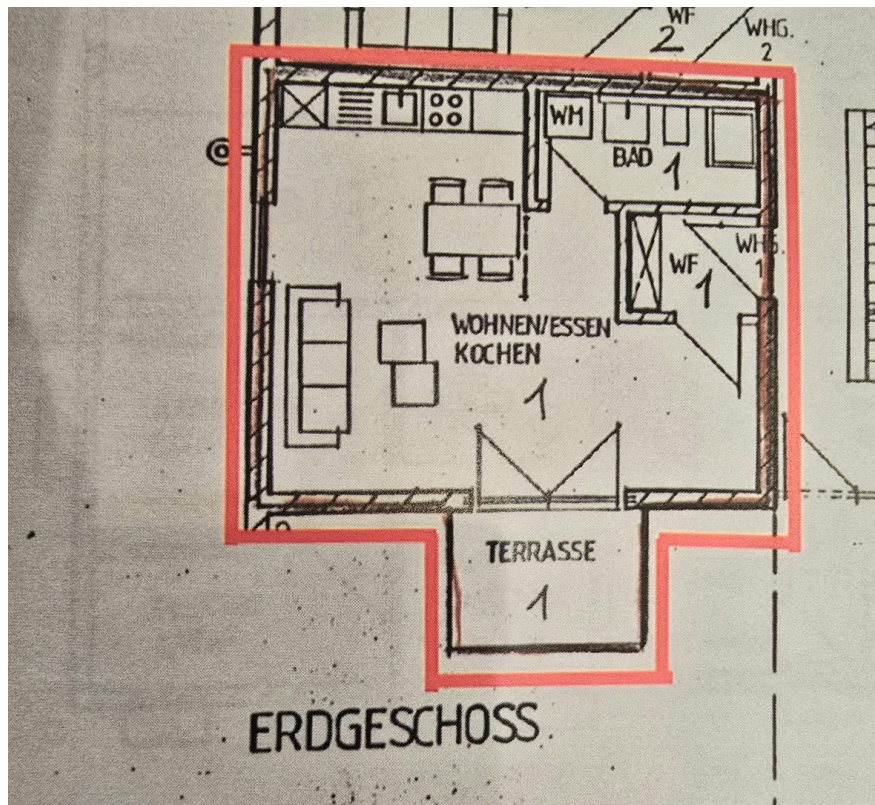 WF
2
WHG.
2
WM
BAD
1
WHG.
1
WF
1
WOHNEN/ESSEN
KOCHEN
1
TERRASSE
1
ERDGESCHOSS